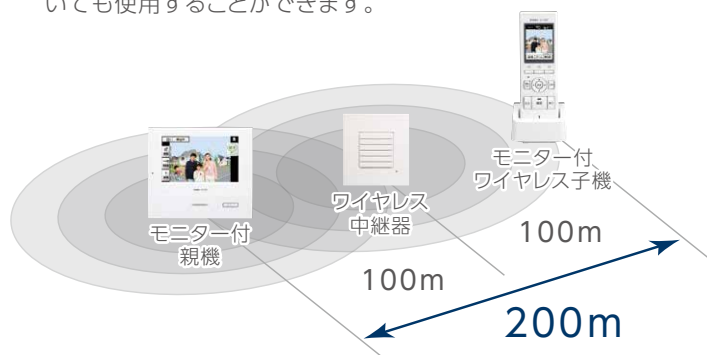 いても使用することができます。
モニター付
ワイヤレス子機
ワイヤレス
中継器
モニター付
親機
100m
100m
200m